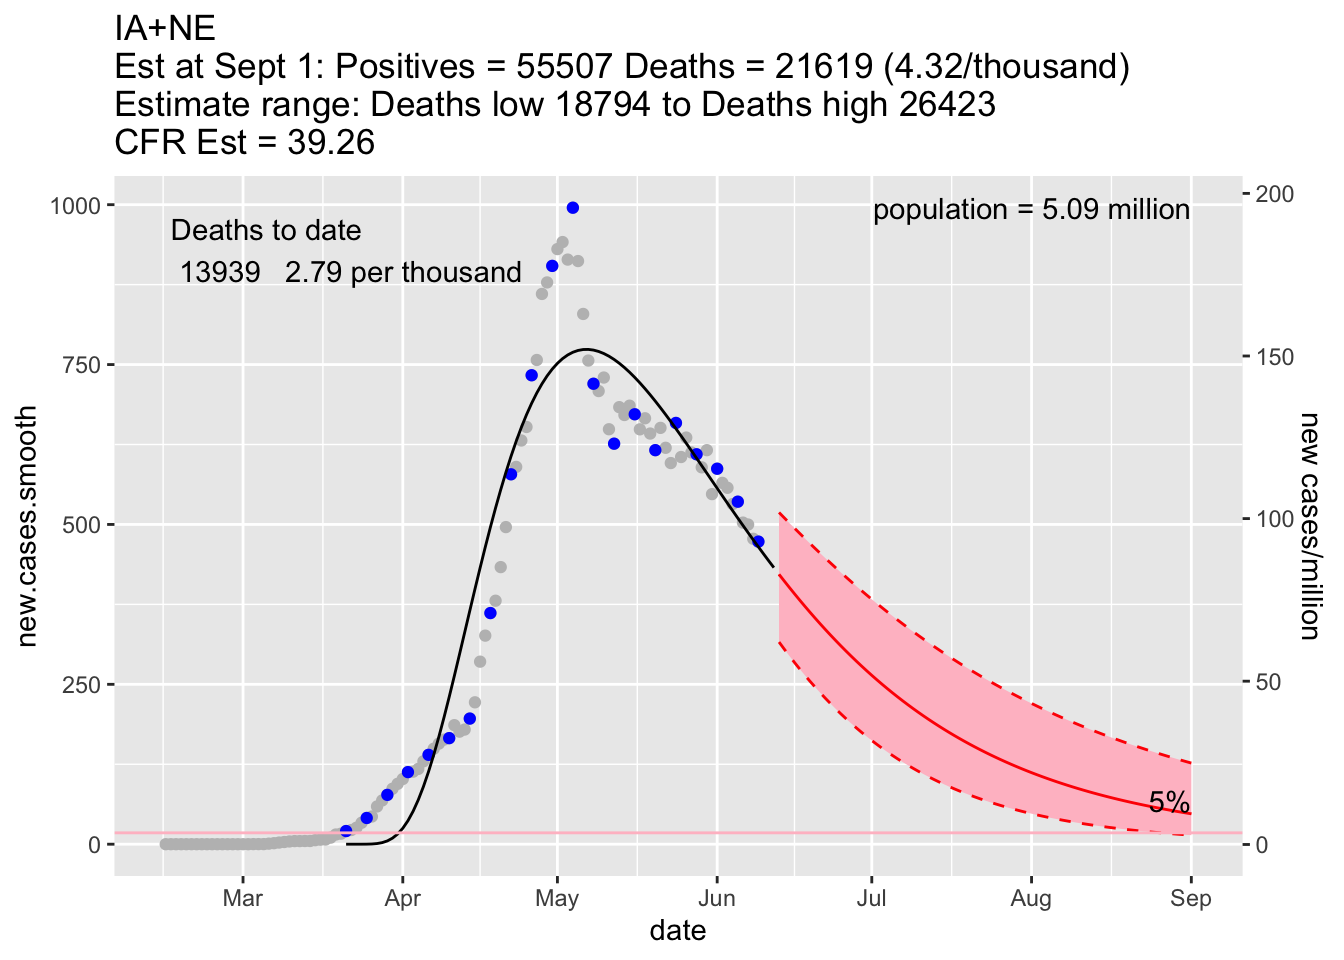 IA+NE
Est at Sept 1: Positives = 55507 Deaths = 21619 (4.32/thousand)
Estimate range: Deaths low 18794 to Deaths high 26423
CFR Est = 39.26
Deaths to date
13939 2.79 per thousand
population = 5.09 million
5%
1000
750
500
250
0
new.cases.smooth
200
150
100
50
0
new cases/million
Mar Apr May Jun Jul Aug Sep
date